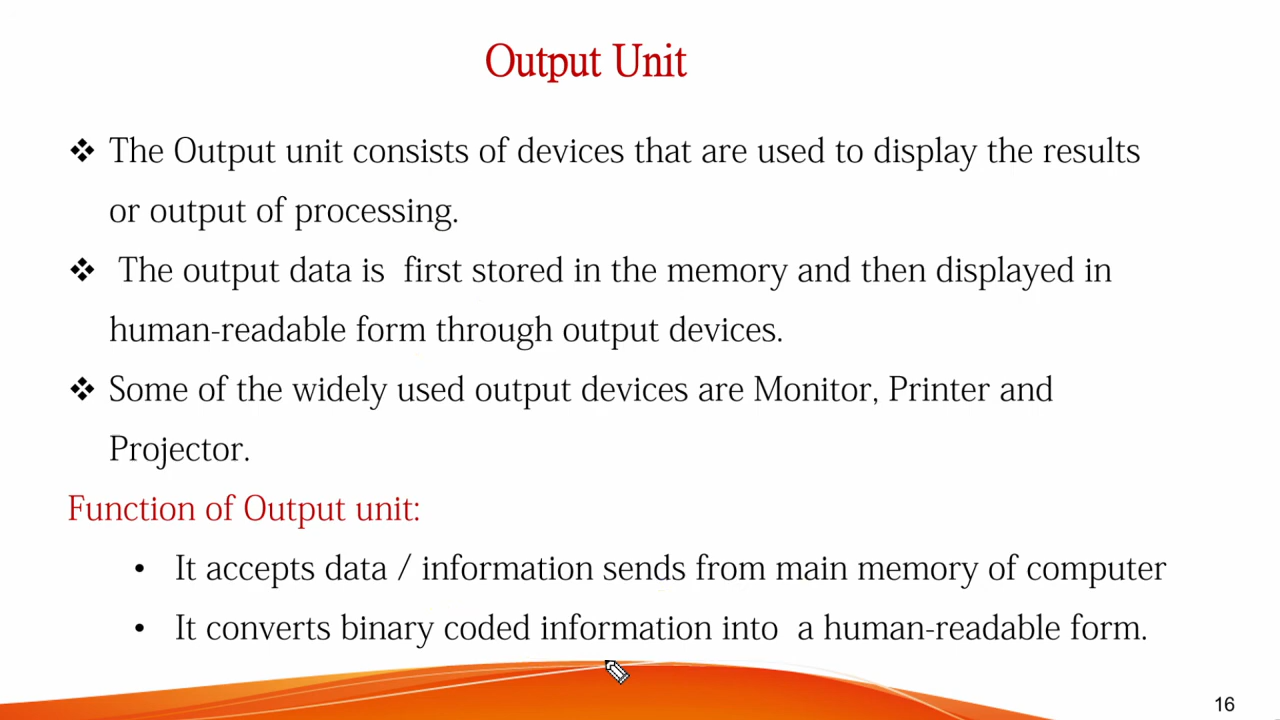 Output Unit
❖ The Output unit consists of devices that are used to display the results
or output of processing.
❖ The output data is  first stored in the memory and then displayed in
human-readable form through output devices.
❖ Some of the widely used output devices are Monitor, Printer and
Projector.
Function of Output unit:
• It accepts data / information sends from main memory of computer
• It converts binary coded information into  a human-readable form.
16